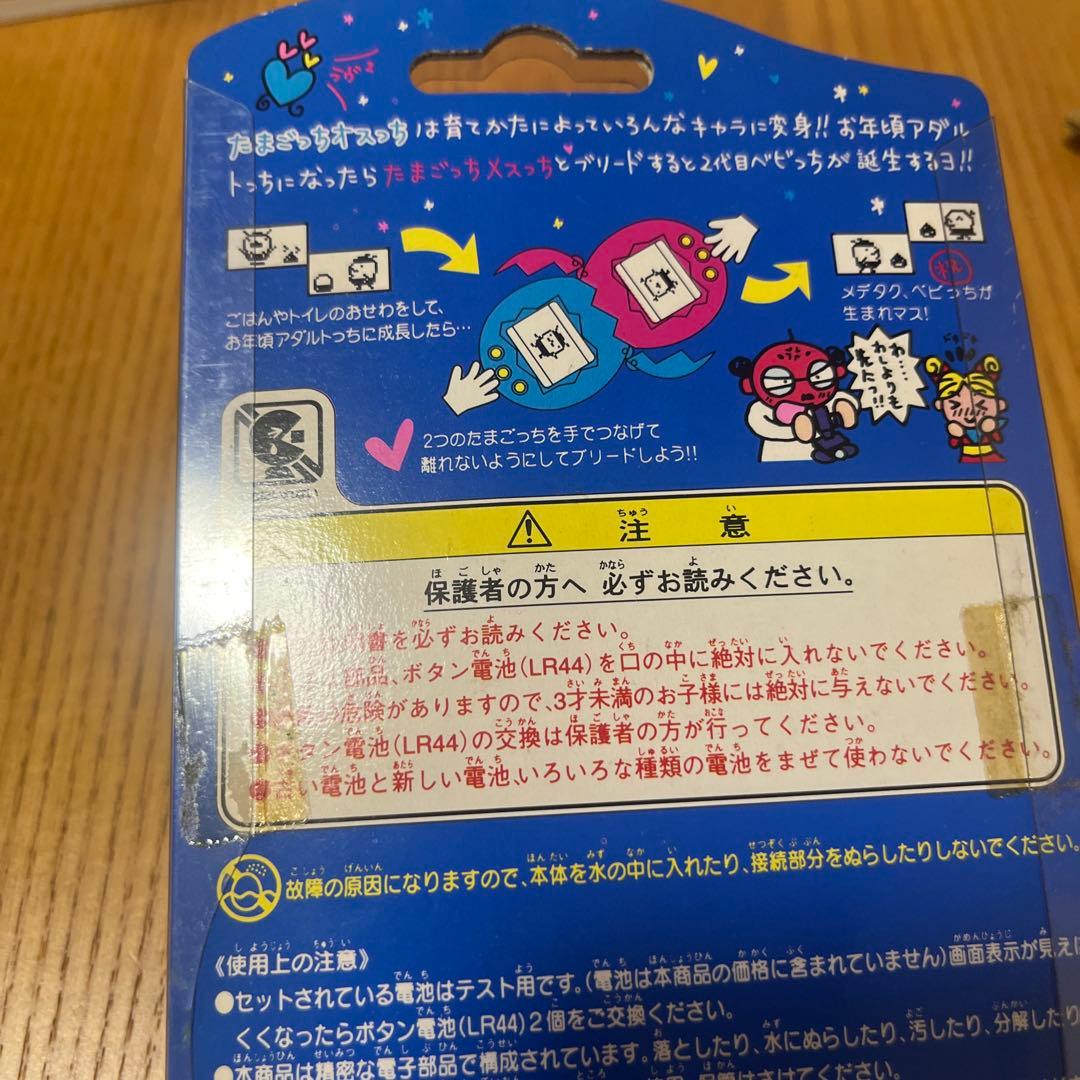 ラヴ2
たまごっちオスっちは育てかたによっていろんなキャラに変身!! お年頃アダル
トっちになったら たまごっちメスっちとブリードすると2代目ベビっちが 誕生するヨ!!
ごはんやトイレのおせわをして、
お年頃アダルトっちに成長したら…
メデタク、ベビっちが
生まれマス!
わ…。
わしよりも
先たっ!!
2つのたまごっちを手でつなげて
離れないようにしてブリードしよう!!
注意
保護者の方へ 必ずお読みください。
書を必ずお読みください。
部品、ボタン電池(LR44)を口の中に絶対に入れないでください。
危険がありますので、3才未満のお子様には絶対に与えないでください。
タン電池(LR44)の交換は保護者の方が行ってください。
古い電池と新しい電池、いろいろな種類の電池をまぜて使わないでください。
故障の原因になりますので、本体を水の中に入れたり、接続部分をぬらしたりしないでください。
《使用上の注意》
●セットされている電池はテスト用です。(電池は本商品の価格に含まれていません)画面表示が見え
くくなったらボタン電池(LR44)2個をご交換ください。
●本商品は精密な電子部品で構成されています。落としたり、水にぬらしたり、汚したり、分解したり